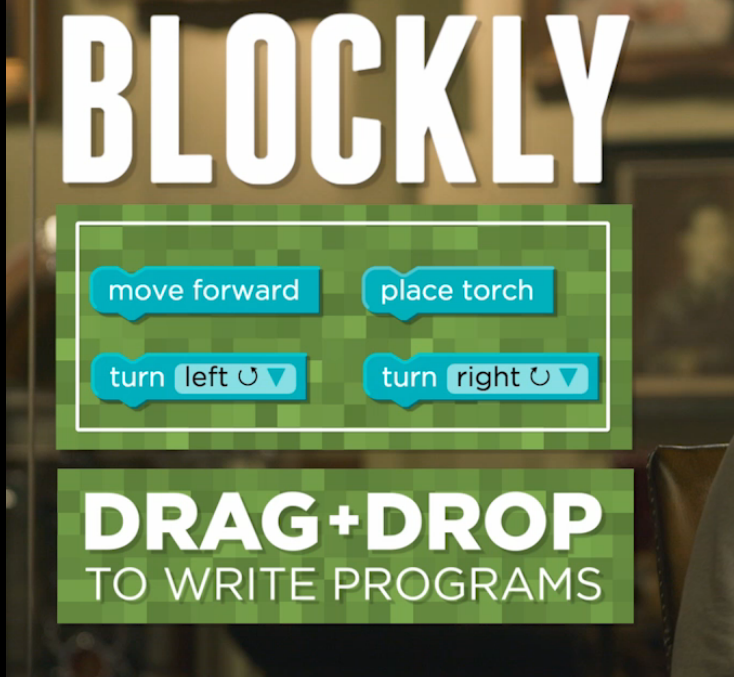 BLOCKLY
move forward place torch
turn left turn right
DRAG+DROP
TO WRITE PROGRAMS